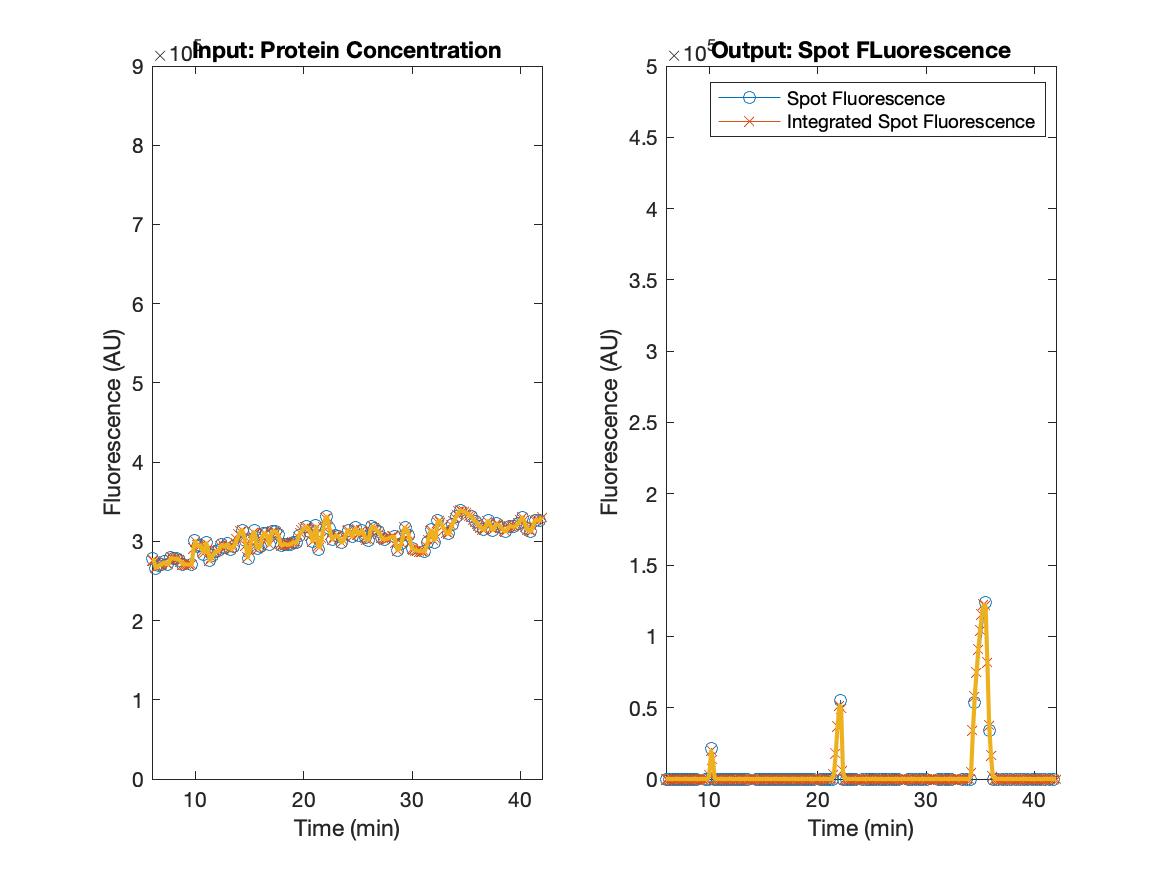 ×10⁵
Input: Protein Concentration
9
8
7
6
5
4
3
2
1
0
Fluorescence (AU)
10 20 30 40
Time (min)
×10⁵
Output: Spot FLuorescence
Spot Fluorescence
Integrated Spot Fluorescence
5
4.5
4
3.5
3
2.5
2
1.5
1
0.5
0
Fluorescence (AU)
10 20 30 40
Time (min)